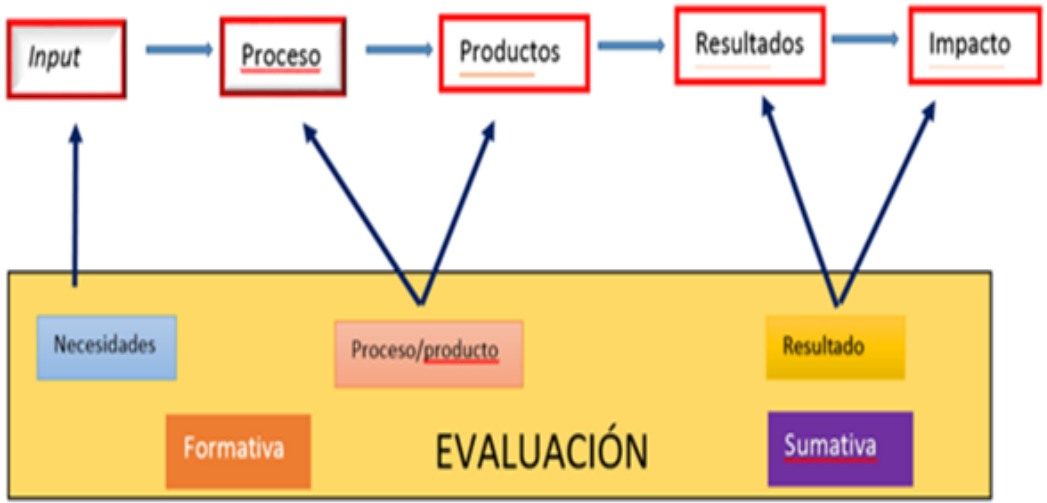 Input
Proceso
Productos
Resultados
Impacto
Necesidades
Proceso/producto
Resultado
Formativa
EVALUACIÓN
Sumativa